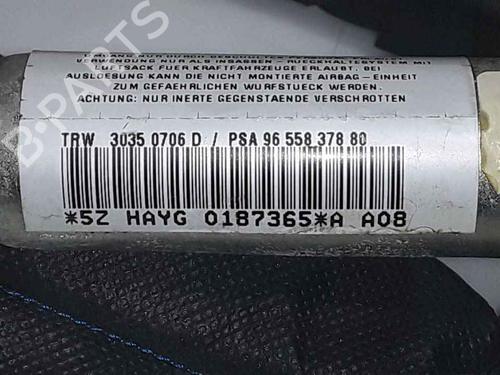 VERWENDUNG NUR ALS INSASSEN - RUECKHALTESYSTEM MIT
LUFTSACK FUER KRAFTFAHRZEUGE ERLAUBT. BEI
AUSLOESUNG KANN DIE NICHT MONTIERTE AIRBAG-EINHEIT
ZUM GEFAEHRLICHEN WURFSTUECK WERDEN.
ACHTUNG: NUR INERTE GEGENSTAENDE VERSCHROTTEN
TRW 3035 0706 D / PSA 96 558 378 80
*5Z HAYG 0187365*A A08
B-PARTS